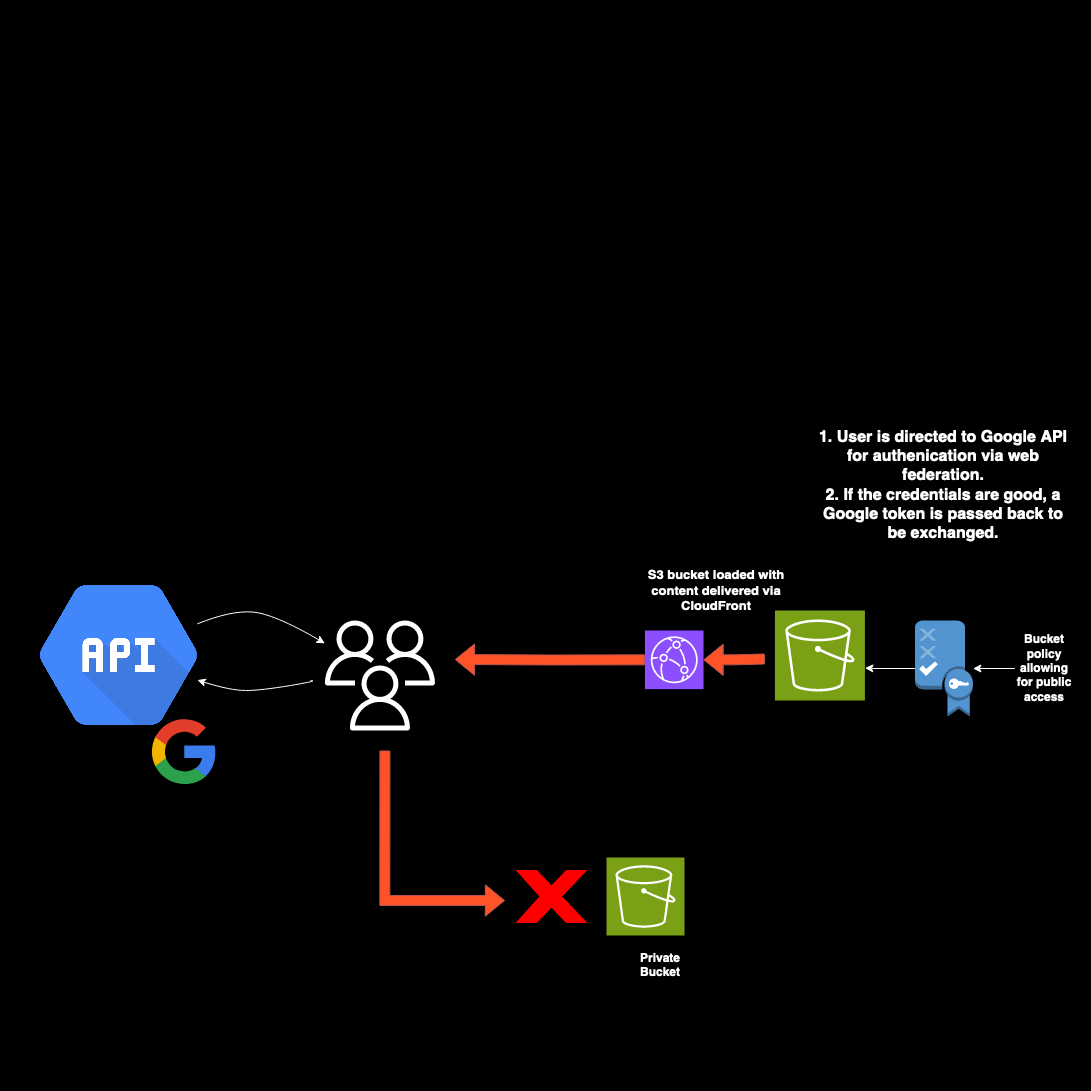 1. User is directed to Google API
for authenication via web
federation.
2. If the credentials are good, a
Google token is passed back to
be exchanged.
S3 bucket loaded with
content delivered via
CloudFront
API
Bucket
policy
allowing
for public
access
Private
Bucket